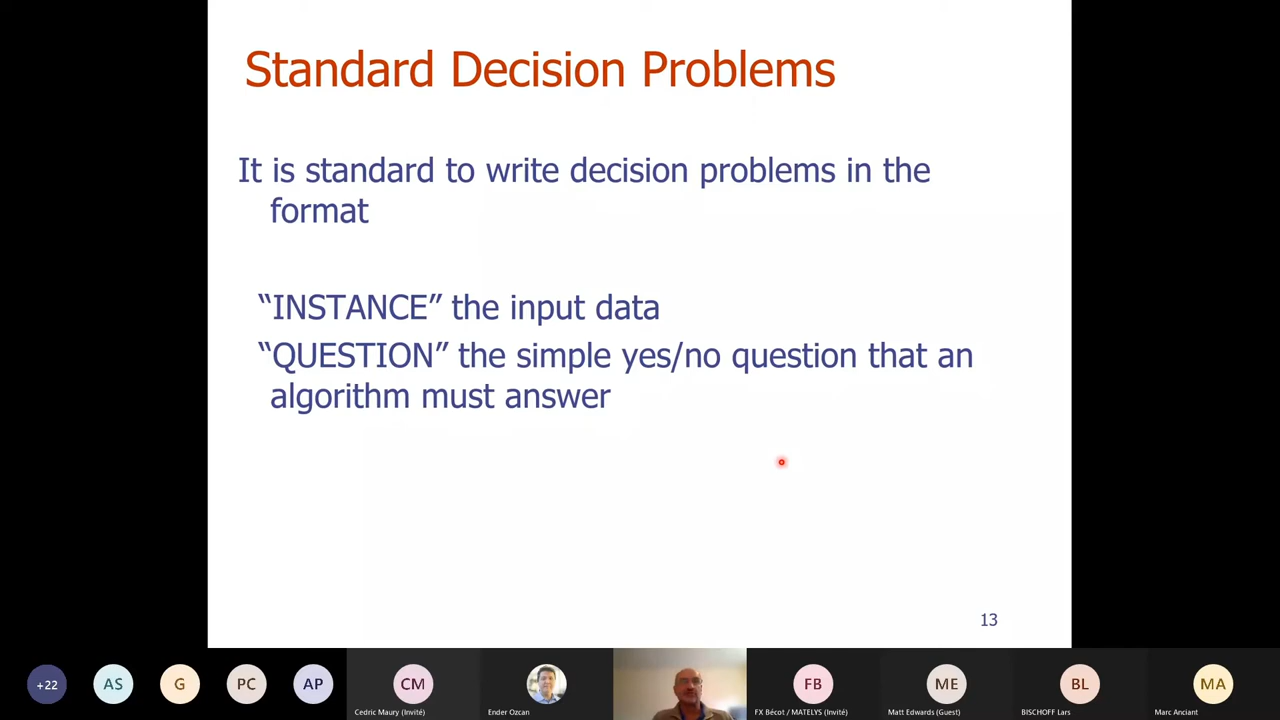 Standard Decision Problems
It is standard to write decision problems in the
format
“INSTANCE” the input data
“QUESTION” the simple yes/no question that an
algorithm must answer
13
+22
AS
G
PC
AP
CM
Cedric Maury (Invité)
Ender Ozcan
FB
FX Bécot / MATELYS (Invité)
ME
Matt Edwards (Guest)
BL
BISCHOFF Lars
MA
Marc Anciant